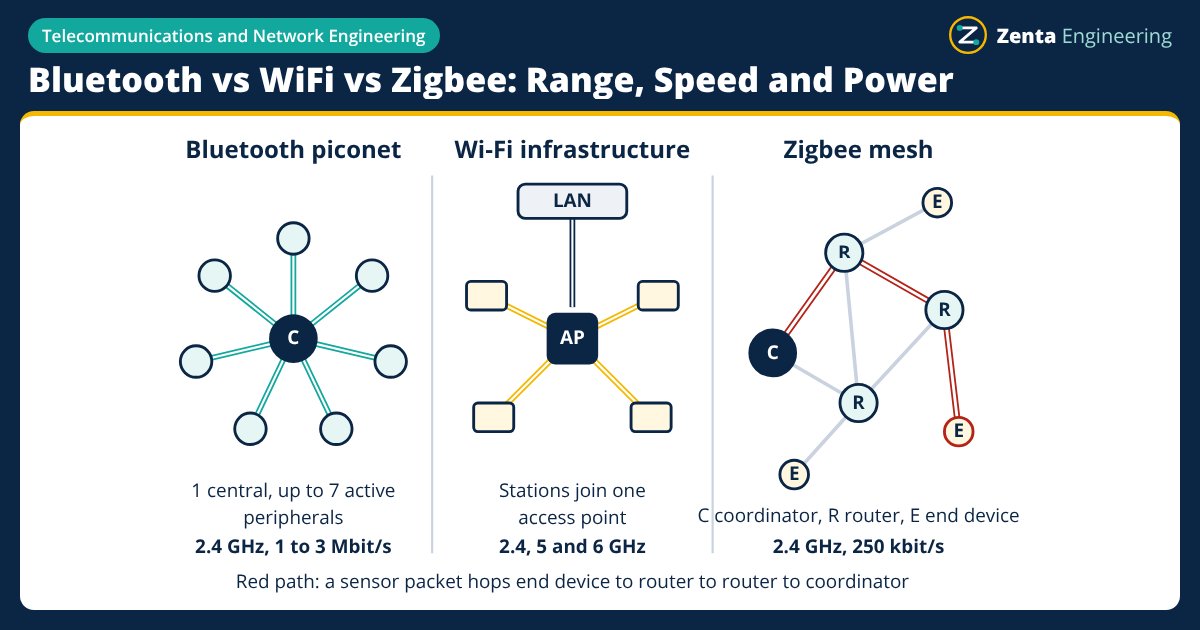 Telecommunications and Network Engineering
Zenta Engineering
Bluetooth vs WiFi vs Zigbee: Range, Speed and Power
Bluetooth piconet
C
1 central, up to 7 active
peripherals
2.4 GHz, 1 to 3 Mbit/s
Wi-Fi infrastructure
LAN
AP
Stations join one
access point
2.4, 5 and 6 GHz
Zigbee mesh
E
R
R
C
R
E
E
C coordinator, R router, E end device
2.4 GHz, 250 kbit/s
Red path: a sensor packet hops end device to router to router to coordinator